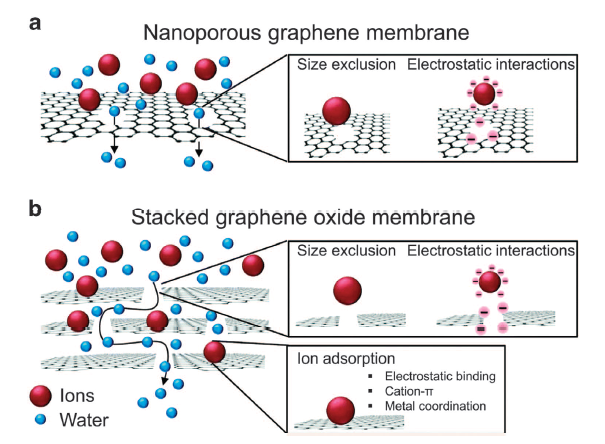 a
Nanoporous graphene membrane
Size exclusion Electrostatic interactions
b
Stacked graphene oxide membrane
Size exclusion Electrostatic interactions
Ion adsorption
▪ Electrostatic binding
▪ Cation-π
▪ Metal coordination
Ions
Water